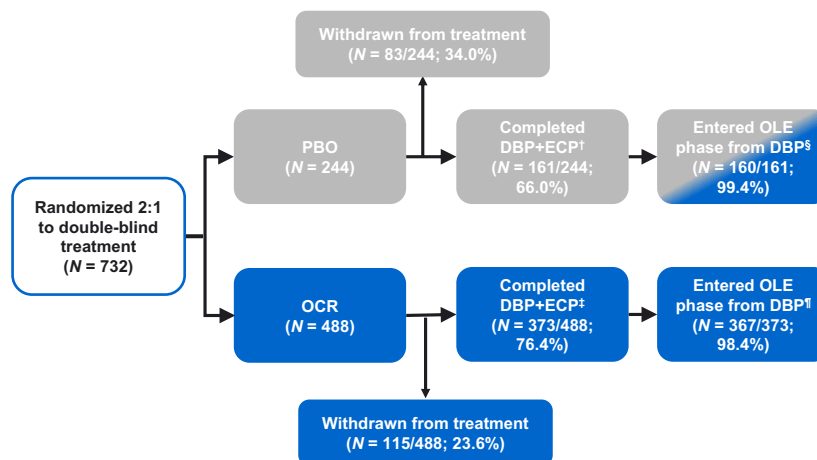 Withdrawn from treatment
(N = 83/244; 34.0%)
PBO
(N = 244)
Completed
DBP+ECP†
(N = 161/244;
66.0%)
Entered OLE
phase from DBP§
(N = 160/161;
99.4%)
Randomized 2:1
to double-blind
treatment
(N = 732)
OCR
(N = 488)
Completed
DBP+ECP‡
(N = 373/488;
76.4%)
Entered OLE
phase from DBP¶
(N = 367/373;
98.4%)
Withdrawn from treatment
(N = 115/488; 23.6%)